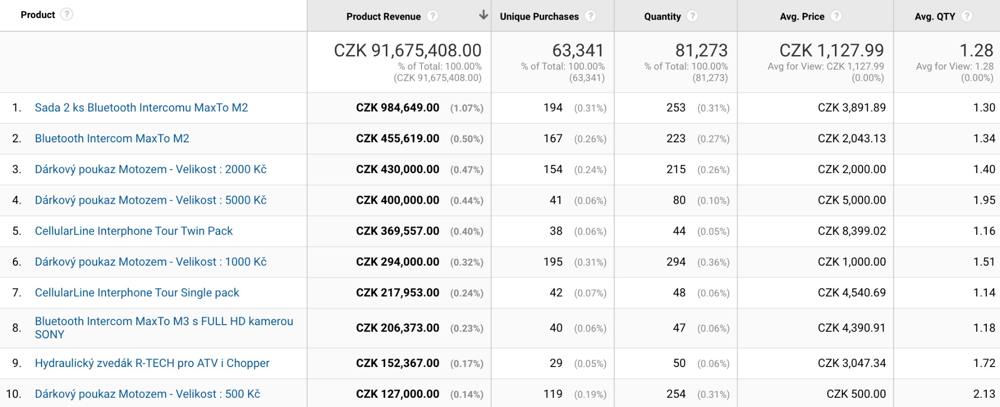 Product ? Product Revenue ? ↓ Unique Purchases ? Quantity ? Avg. Price ? Avg. QTY ?
CZK 91,675,408.00 63,341 81,273 CZK 1,127.99 1.28
% of Total: 100.00% % of Total: 100.00% % of Total: 100.00% Avg for View: CZK 1,127.99 Avg for View: 1.28
(CZK 91,675,408.00) (63,341) (81,273) (0.00%) (0.00%)
1. Sada 2 ks Bluetooth Intercomu MaxTo M2 CZK 984,649.00 (1.07%) 194 (0.31%) 253 (0.31%) CZK 3,891.89 1.30
2. Bluetooth Intercom MaxTo M2 CZK 455,619.00 (0.50%) 167 (0.26%) 223 (0.27%) CZK 2,043.13 1.34
3. Dárkový poukaz Motozem - Velikost : 2000 Kč CZK 430,000.00 (0.47%) 154 (0.24%) 215 (0.26%) CZK 2,000.00 1.40
4. Dárkový poukaz Motozem - Velikost : 5000 Kč CZK 400,000.00 (0.44%) 41 (0.06%) 80 (0.10%) CZK 5,000.00 1.95
5. CellularLine Interphone Tour Twin Pack CZK 369,557.00 (0.40%) 38 (0.06%) 44 (0.05%) CZK 8,399.02 1.16
6. Dárkový poukaz Motozem - Velikost : 1000 Kč CZK 294,000.00 (0.32%) 195 (0.31%) 294 (0.36%) CZK 1,000.00 1.51
7. CellularLine Interphone Tour Single pack CZK 217,953.00 (0.24%) 42 (0.07%) 48 (0.06%) CZK 4,540.69 1.14
8. Bluetooth Intercom MaxTo M3 s FULL HD kamerou
SONY CZK 206,373.00 (0.23%) 40 (0.06%) 47 (0.06%) CZK 4,390.91 1.18
9. Hydraulický zvedák R-TECH pro ATV i Chopper CZK 152,367.00 (0.17%) 29 (0.05%) 50 (0.06%) CZK 3,047.34 1.72
10. Dárkový poukaz Motozem - Velikost : 500 Kč CZK 127,000.00 (0.14%) 119 (0.19%) 254 (0.31%) CZK 500.00 2.13